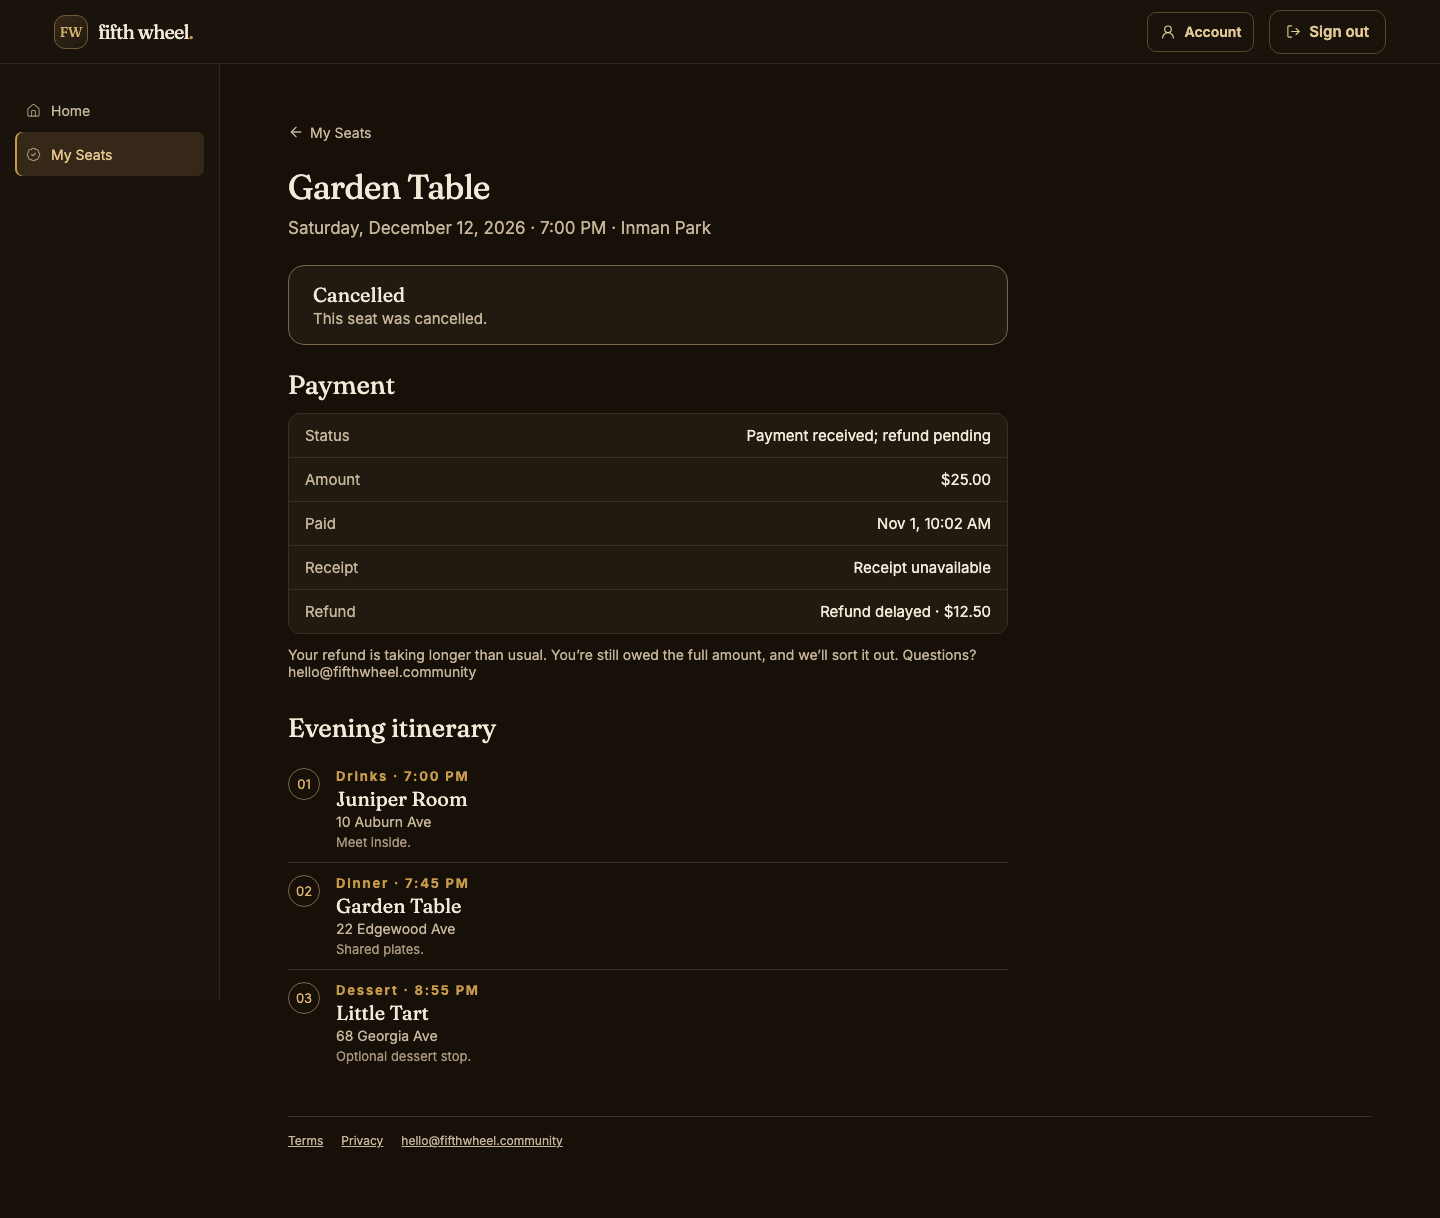 FW fifth wheel.
Account
Sign out
Home
My Seats
My Seats
Garden Table
Saturday, December 12, 2026 · 7:00 PM · Inman Park
Cancelled
This seat was cancelled.
Payment
Status Payment received; refund pending
Amount $25.00
Paid Nov 1, 10:02 AM
Receipt Receipt unavailable
Refund Refund delayed · $12.50
Your refund is taking longer than usual. You’re still owed the full amount, and we’ll sort it out. Questions?
hello@fifthwheel.community
Evening itinerary
01 Drinks · 7:00 PM
Juniper Room
10 Auburn Ave
Meet inside.
02 Dinner · 7:45 PM
Garden Table
22 Edgewood Ave
Shared plates.
03 Dessert · 8:55 PM
Little Tart
68 Georgia Ave
Optional dessert stop.
Terms Privacy hello@fifthwheel.community